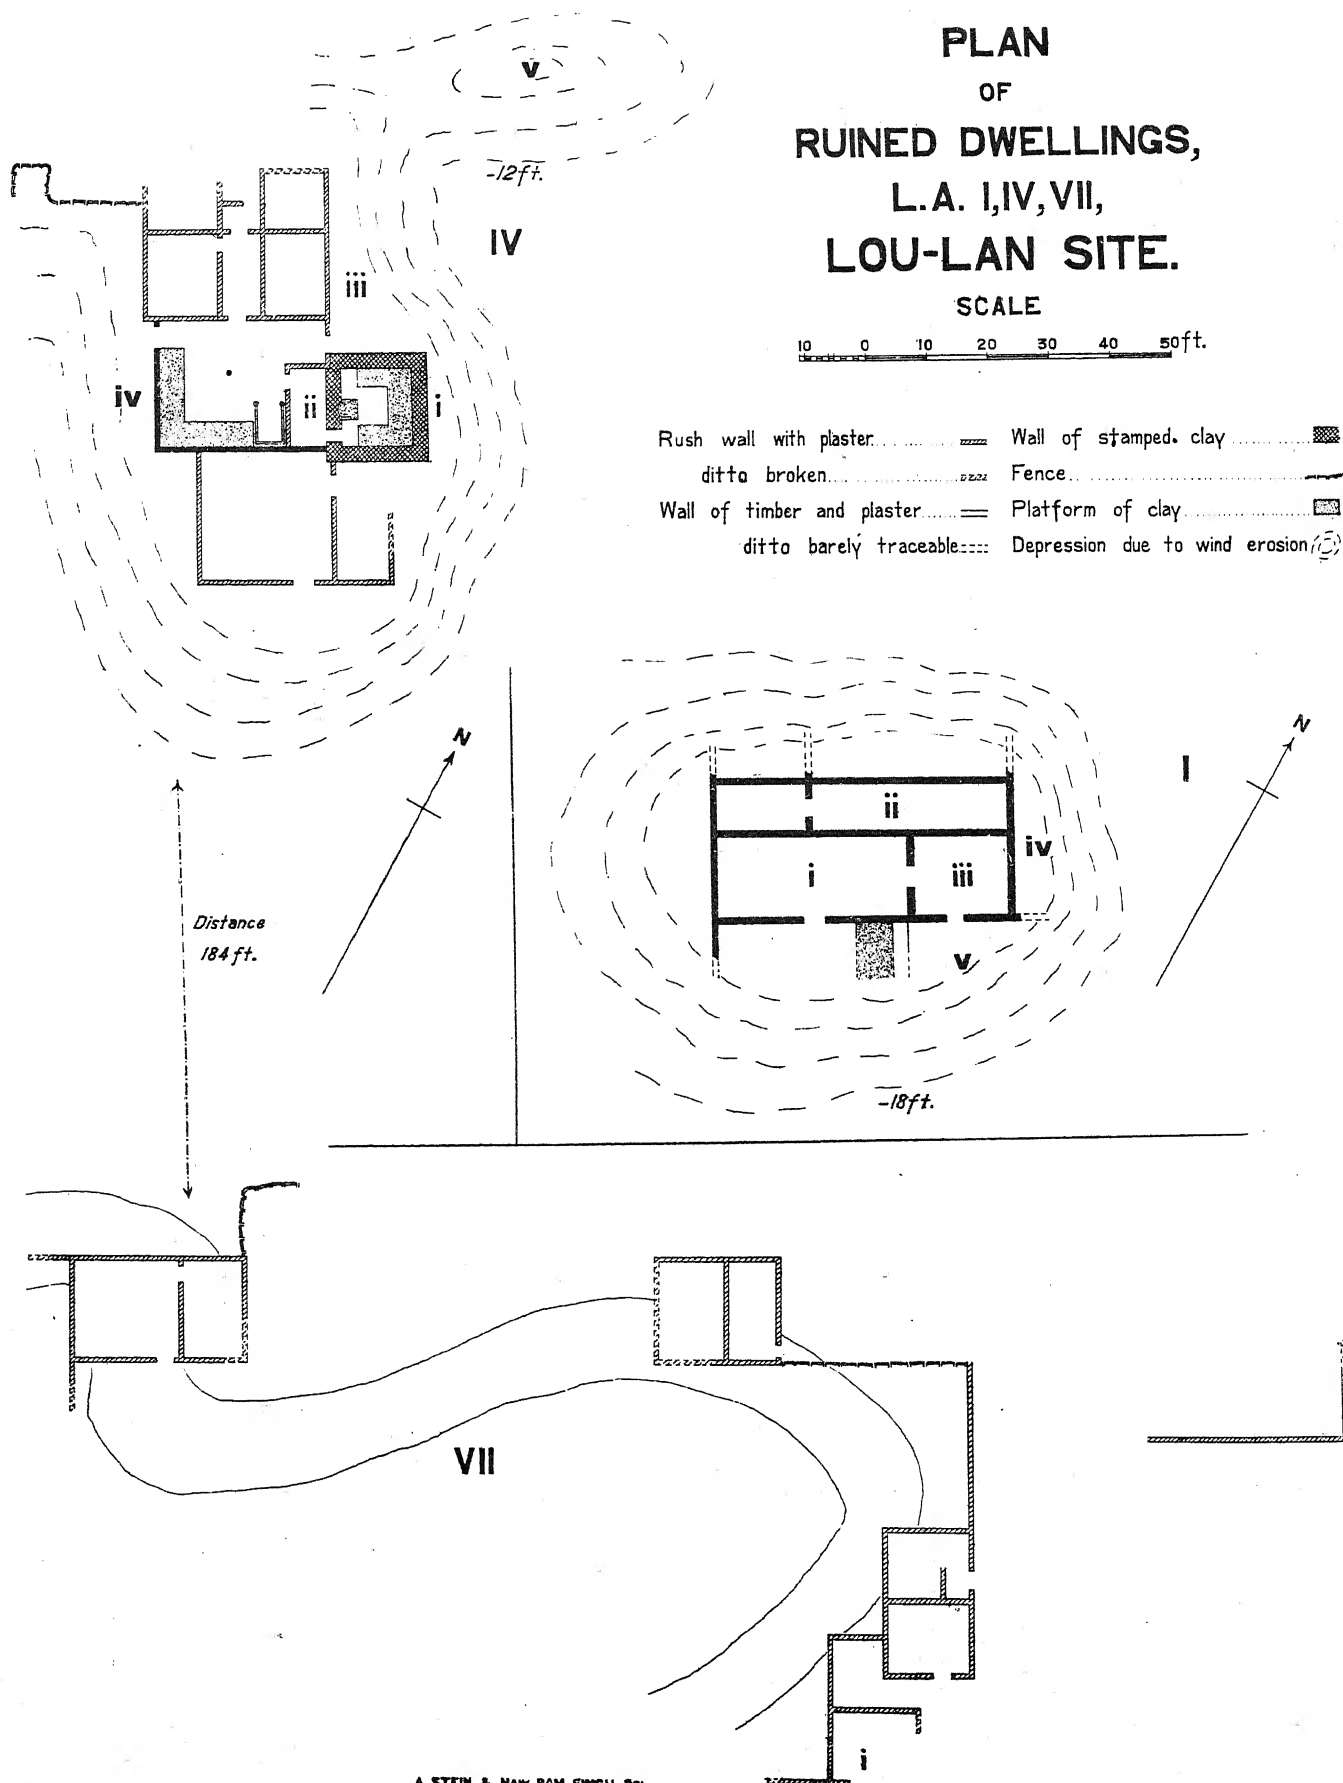 PLAN
OF
RUINED DWELLINGS,
L.A. I,IV,VII,
LOU-LAN SITE.
SCALE
10 0 10 20 30 40 50ft.
Rush wall with plaster
ditto broken
Wall of timber and plaster
ditto barely traceable
Wall of stamped. clay
Fence
Platform of clay
Depression due to wind erosion
v
-12ft.
IV
iii
iv
ii
i
N
Distance
184 ft.
N
I
ii
i
iii
iv
v
-18ft.
VII
i
A STEIN &